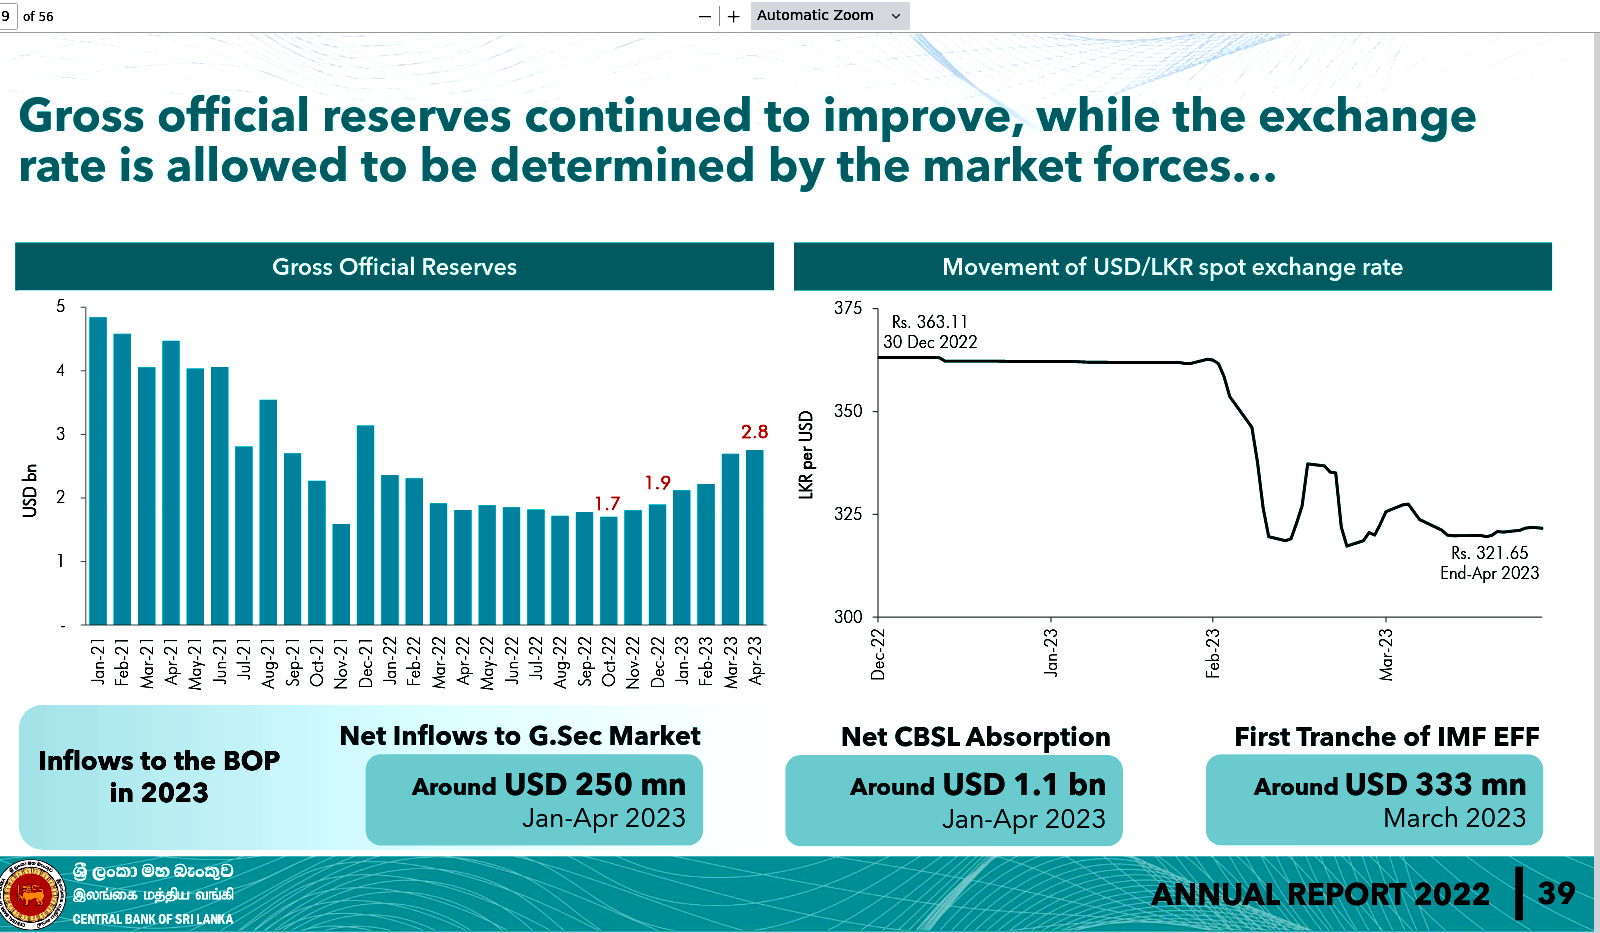 9 of 56
− + Automatic Zoom
Gross official reserves continued to improve, while the exchange
rate is allowed to be determined by the market forces...
Gross Official Reserves
5
4
3
2
1
-
USD bn
1.7
1.9
2.8
Jan-21
Feb-21
Mar-21
Apr-21
May-21
Jun-21
Jul-21
Aug-21
Sep-21
Oct-21
Nov-21
Dec-21
Jan-22
Feb-22
Mar-22
Apr-22
May-22
Jun-22
Jul-22
Aug-22
Sep-22
Oct-22
Nov-22
Dec-22
Jan-23
Feb-23
Mar-23
Apr-23
Movement of USD/LKR spot exchange rate
375
350
325
300
LKR per USD
Rs. 363.11
30 Dec 2022
Rs. 321.65
End-Apr 2023
Dec-22
Jan-23
Feb-23
Mar-23
Inflows to the BOP
in 2023
Net Inflows to G.Sec Market
Around USD 250 mn
Jan-Apr 2023
Net CBSL Absorption
Around USD 1.1 bn
Jan-Apr 2023
First Tranche of IMF EFF
Around USD 333 mn
March 2023
ශ්‍රී ලංකා මහ බැංකුව
இலங்கை மத்திய வங்கி
CENTRAL BANK OF SRI LANKA
ANNUAL REPORT 2022 39